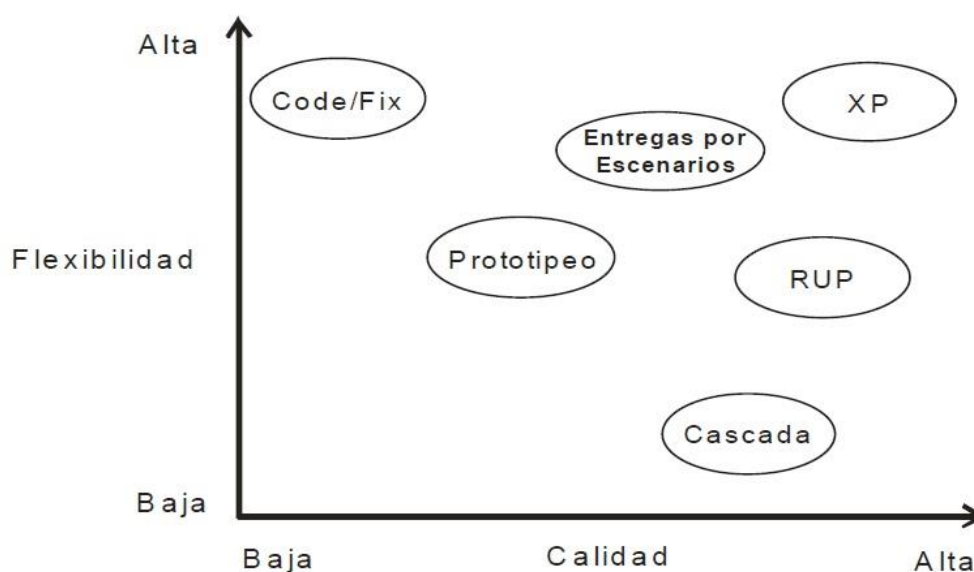 Alta
Code/Fix
XP
Entregas por
Escenarios
Flexibilidad
Prototipeo
RUP
Cascada
Baja
Baja
Calidad
Alta